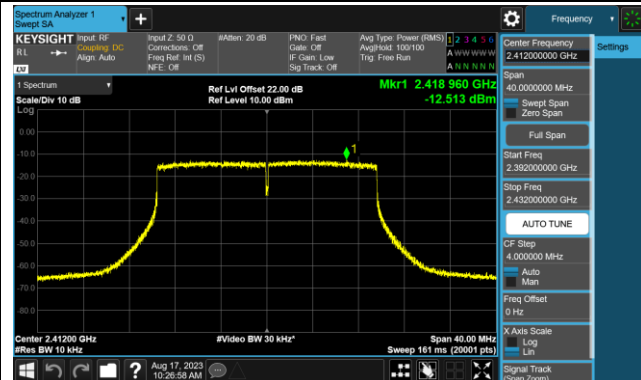 Spectrum Analyzer 1
Swept SA
Frequency
KEYSIGHT
RL
LXI
Input: RF
Coupling: DC
Align: Auto
Input Z: 50 Ω
Corrections: Off
Freq Ref: Int (S)
NFE: Off
#Atten: 20 dB
PNO: Fast
Gate: Off
IF Gain: Low
Sig Track: Off
Avg Type: Power (RMS)
Avg|Hold: 100/100
Trig: Free Run
1 2 3 4 5 6
A W W W W W
A N N N N N
1 Spectrum
Scale/Div 10 dB
Log
Ref Lvl Offset 22.00 dB
Ref Level 10.00 dBm
Mkr1 2.418 960 GHz
-12.513 dBm
1
0.00
-10.0
-20.0
-30.0
-40.0
-50.0
-60.0
-70.0
-80.0
Center 2.41200 GHz
#Res BW 10 kHz
#Video BW 30 kHz*
Span 40.00 MHz
Sweep 161 ms (20001 pts)
Aug 17, 2023
10:26:58 AM
Center Frequency
2.412000000 GHz
Span
40.0000000 MHz
Swept Span
Zero Span
Full Span
Start Freq
2.392000000 GHz
Stop Freq
2.432000000 GHz
AUTO TUNE
CF Step
4.000000 MHz
Auto
Man
Freq Offset
0 Hz
X Axis Scale
Log
Lin
Signal Track
(Span Zoom)
Settings